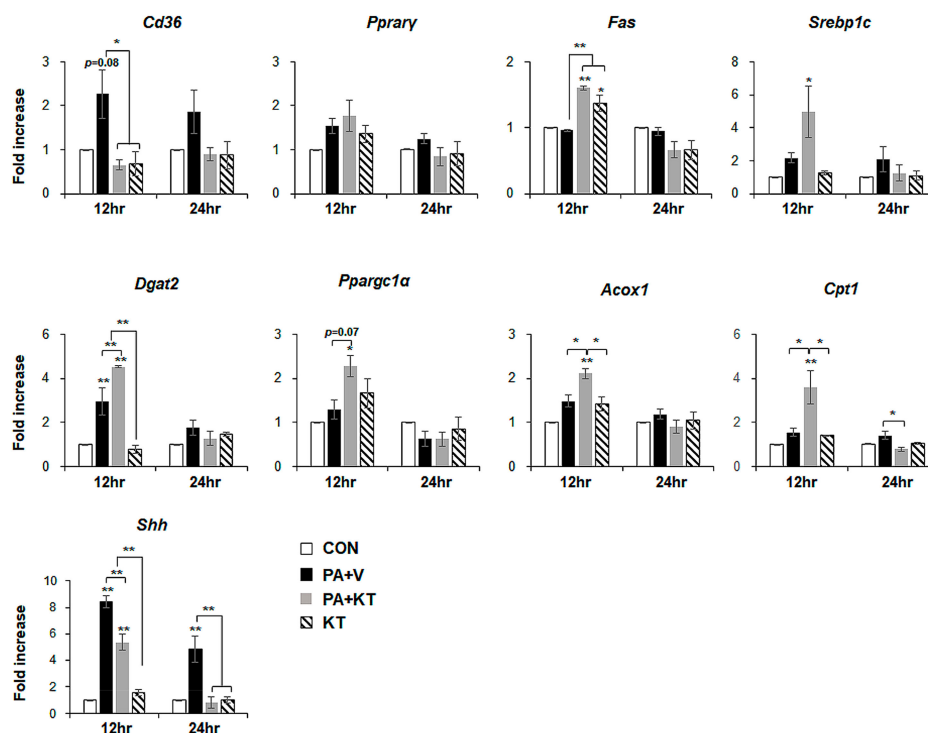 Cd36
Pprarγ
Fas
Srebp1c
Fold increase
3
2
1
0
p=0.08
*
12hr
24hr
3
2
1
0
12hr
24hr
2
1
0
**
**
*
12hr
24hr
8
6
4
2
0
*
12hr
24hr
Dgat2
Ppargc1α
Acox1
Cpt1
Fold increase
6
4
2
0
**
**
**
**
12hr
24hr
3
2
1
0
p=0.07
*
12hr
24hr
3
2
1
0
*
*
**
12hr
24hr
6
4
2
0
*
*
**
*
12hr
24hr
Shh
Fold increase
10
8
6
4
2
0
**
**
**
**
**
**
12hr
24hr
CON
PA+V
PA+KT
KT